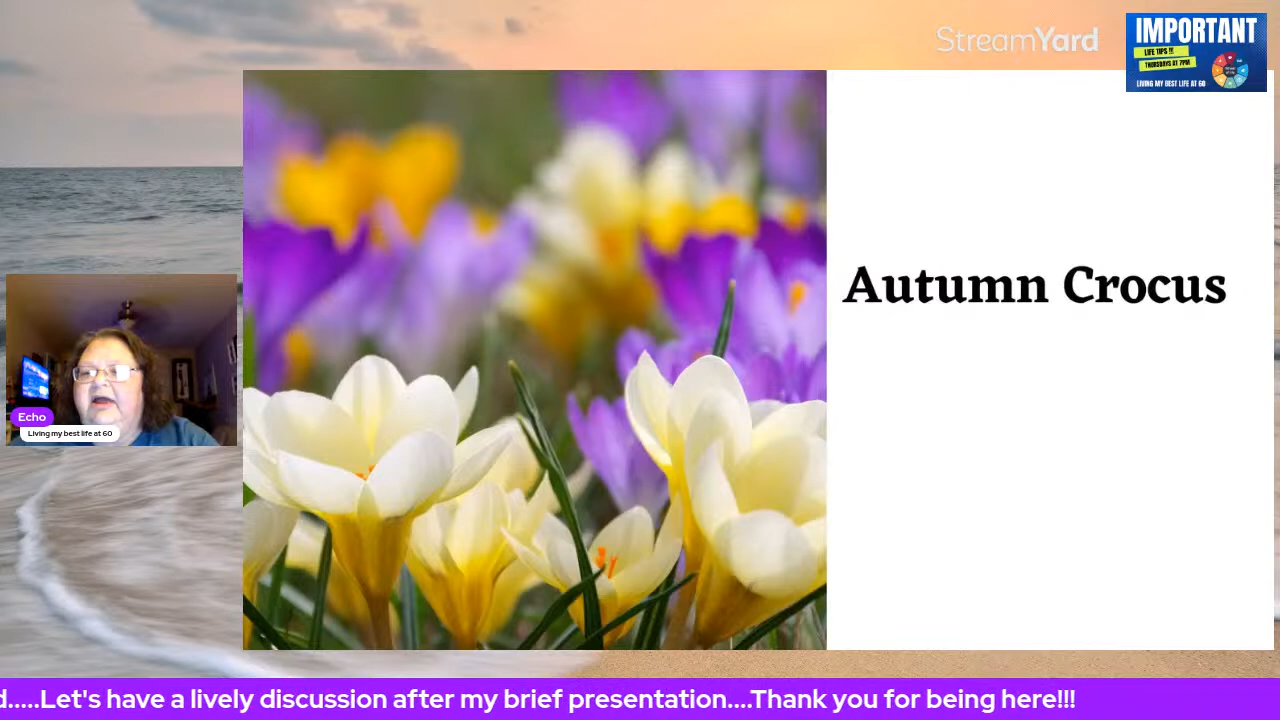 StreamYard
IMPORTANT
LIFE TIPS !!!
THURSDAYS AT 7PM
LIVING MY BEST LIFE AT 60
Autumn Crocus
Echo
Living my best life at 60
d.....Let's have a lively discussion after my brief presentation....Thank you for being here!!!